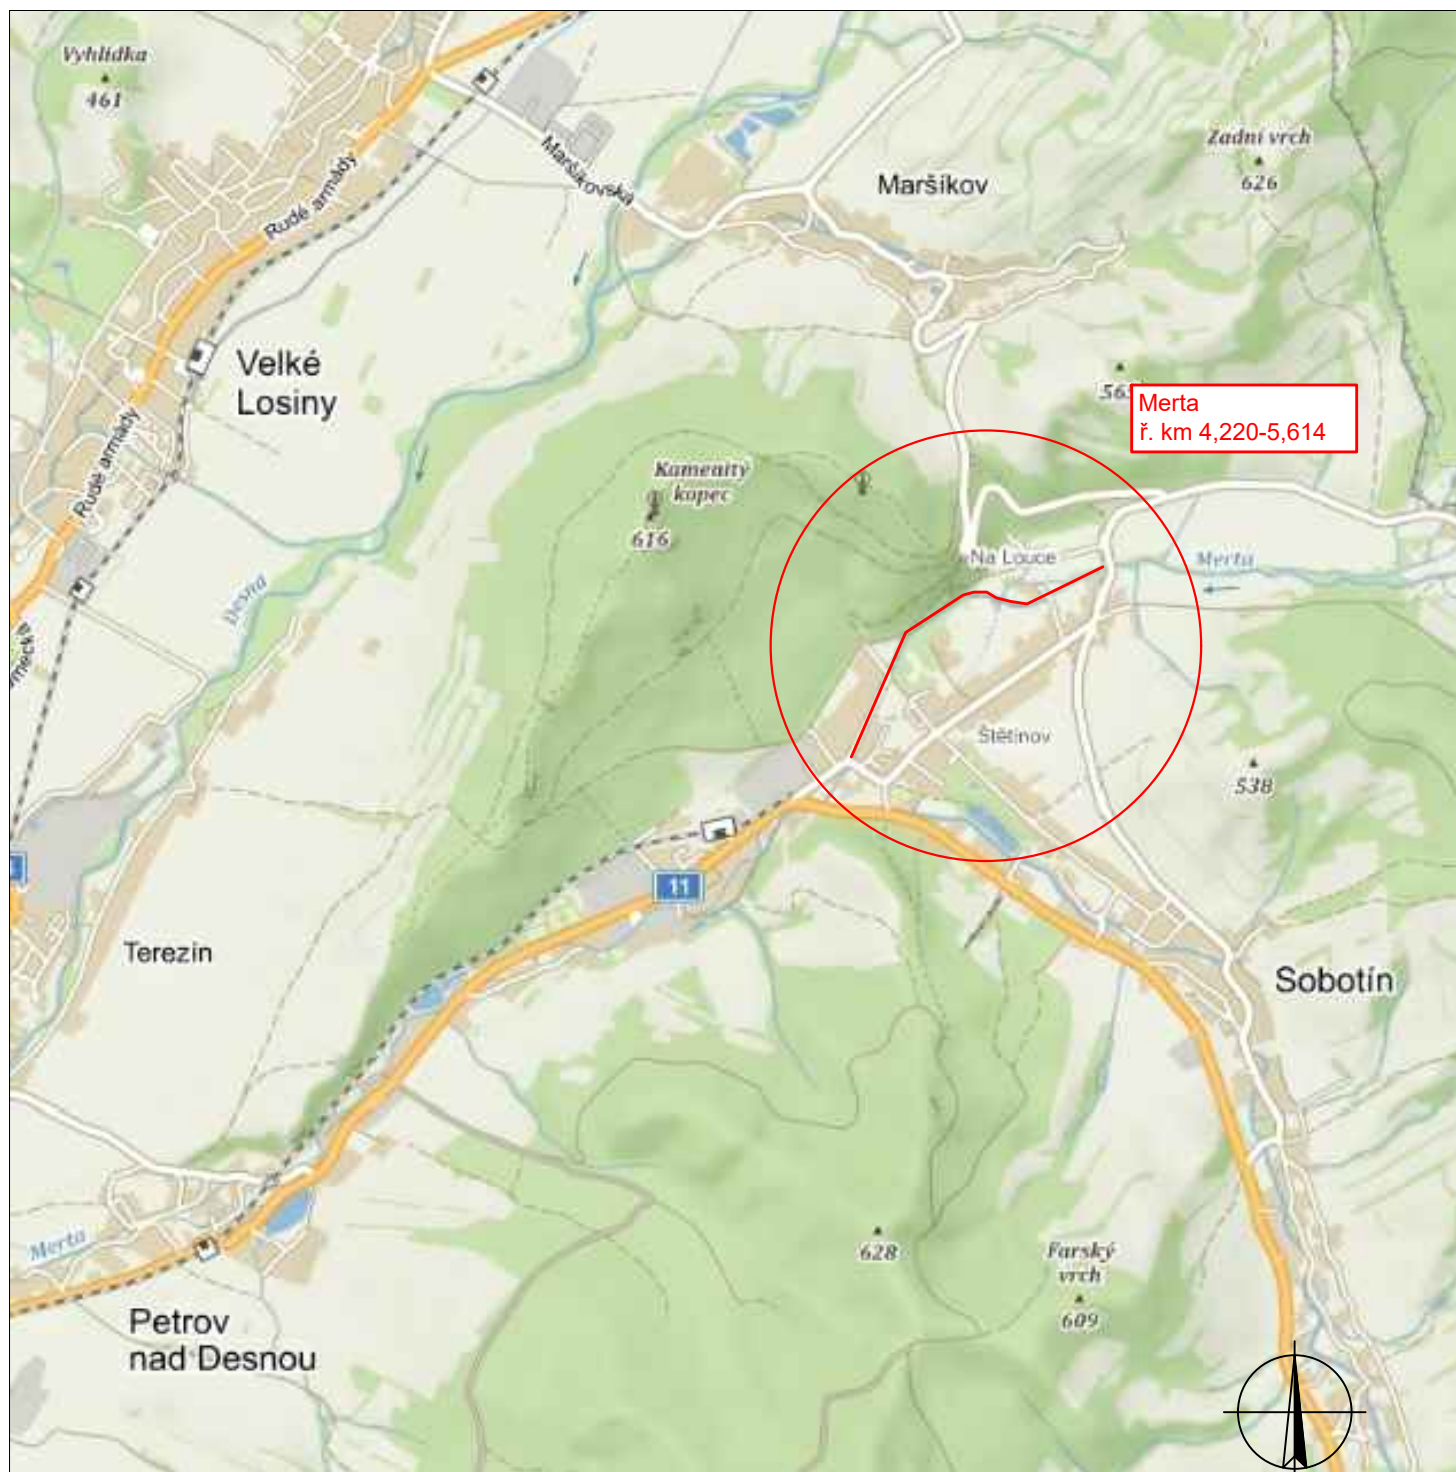 Vyhlídka
461
Rudé armády
Maršíkovská
Maršíkov
Zadní vrch
626
Velké
Losiny
Rudé armády
Merta
ř. km 4,220-5,614
Kamenitý
kopec
616
Na Louce
Merta
Desná
Štětínov
538
11
Terezín
Sobotín
Merta
628
Farský
vrch
609
Petrov
nad Desnou